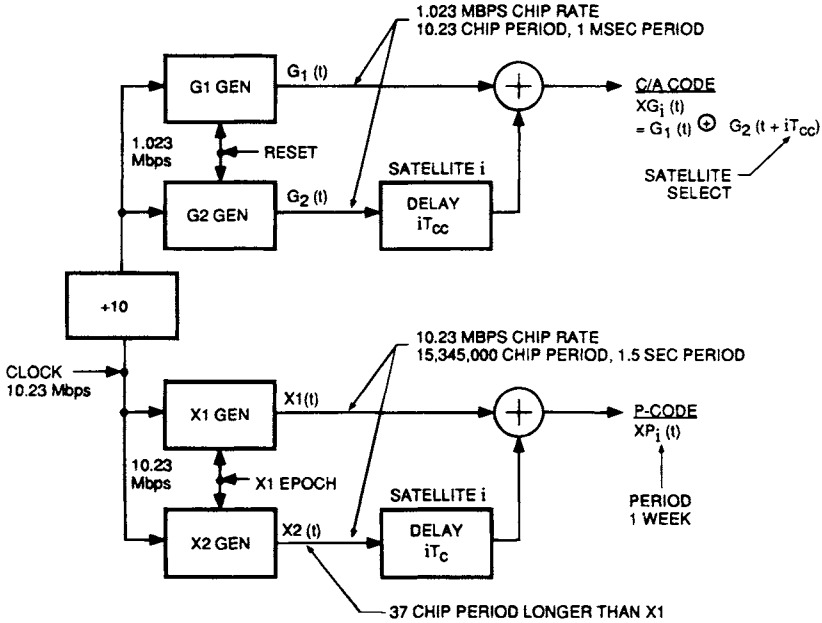 1.023 MBPS CHIP RATE
10.23 CHIP PERIOD, 1 MSEC PERIOD
G1 GEN
G1 (t)
+
C/A CODE
XGi (t)
= G1 (t) ⊕ G2 (t + iTCC)
1.023
Mbps
RESET
SATELLITE i
SATELLITE
SELECT
G2 GEN
G2 (t)
DELAY
iTCC
+10
CLOCK
10.23 Mbps
10.23 MBPS CHIP RATE
15,345,000 CHIP PERIOD, 1.5 SEC PERIOD
X1 GEN
X1(t)
+
P-CODE
XPi (t)
10.23
Mbps
X1 EPOCH
SATELLITE i
PERIOD
1 WEEK
X2 GEN
X2 (t)
DELAY
iTC
37 CHIP PERIOD LONGER THAN X1